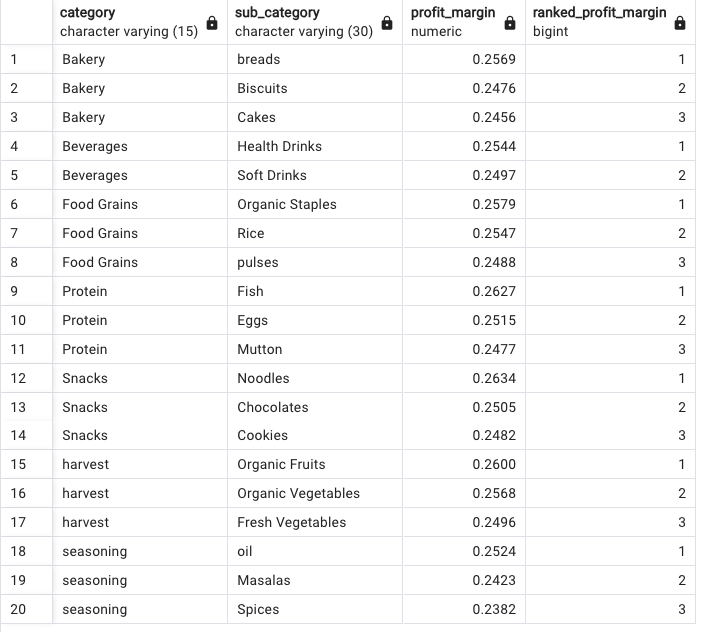 category sub_category profit_margin ranked_profit_margin
character varying (15) character varying (30) numeric bigint
1 Bakery breads 0.2569 1
2 Bakery Biscuits 0.2476 2
3 Bakery Cakes 0.2456 3
4 Beverages Health Drinks 0.2544 1
5 Beverages Soft Drinks 0.2497 2
6 Food Grains Organic Staples 0.2579 1
7 Food Grains Rice 0.2547 2
8 Food Grains pulses 0.2488 3
9 Protein Fish 0.2627 1
10 Protein Eggs 0.2515 2
11 Protein Mutton 0.2477 3
12 Snacks Noodles 0.2634 1
13 Snacks Chocolates 0.2505 2
14 Snacks Cookies 0.2482 3
15 harvest Organic Fruits 0.2600 1
16 harvest Organic Vegetables 0.2568 2
17 harvest Fresh Vegetables 0.2496 3
18 seasoning oil 0.2524 1
19 seasoning Masalas 0.2423 2
20 seasoning Spices 0.2382 3